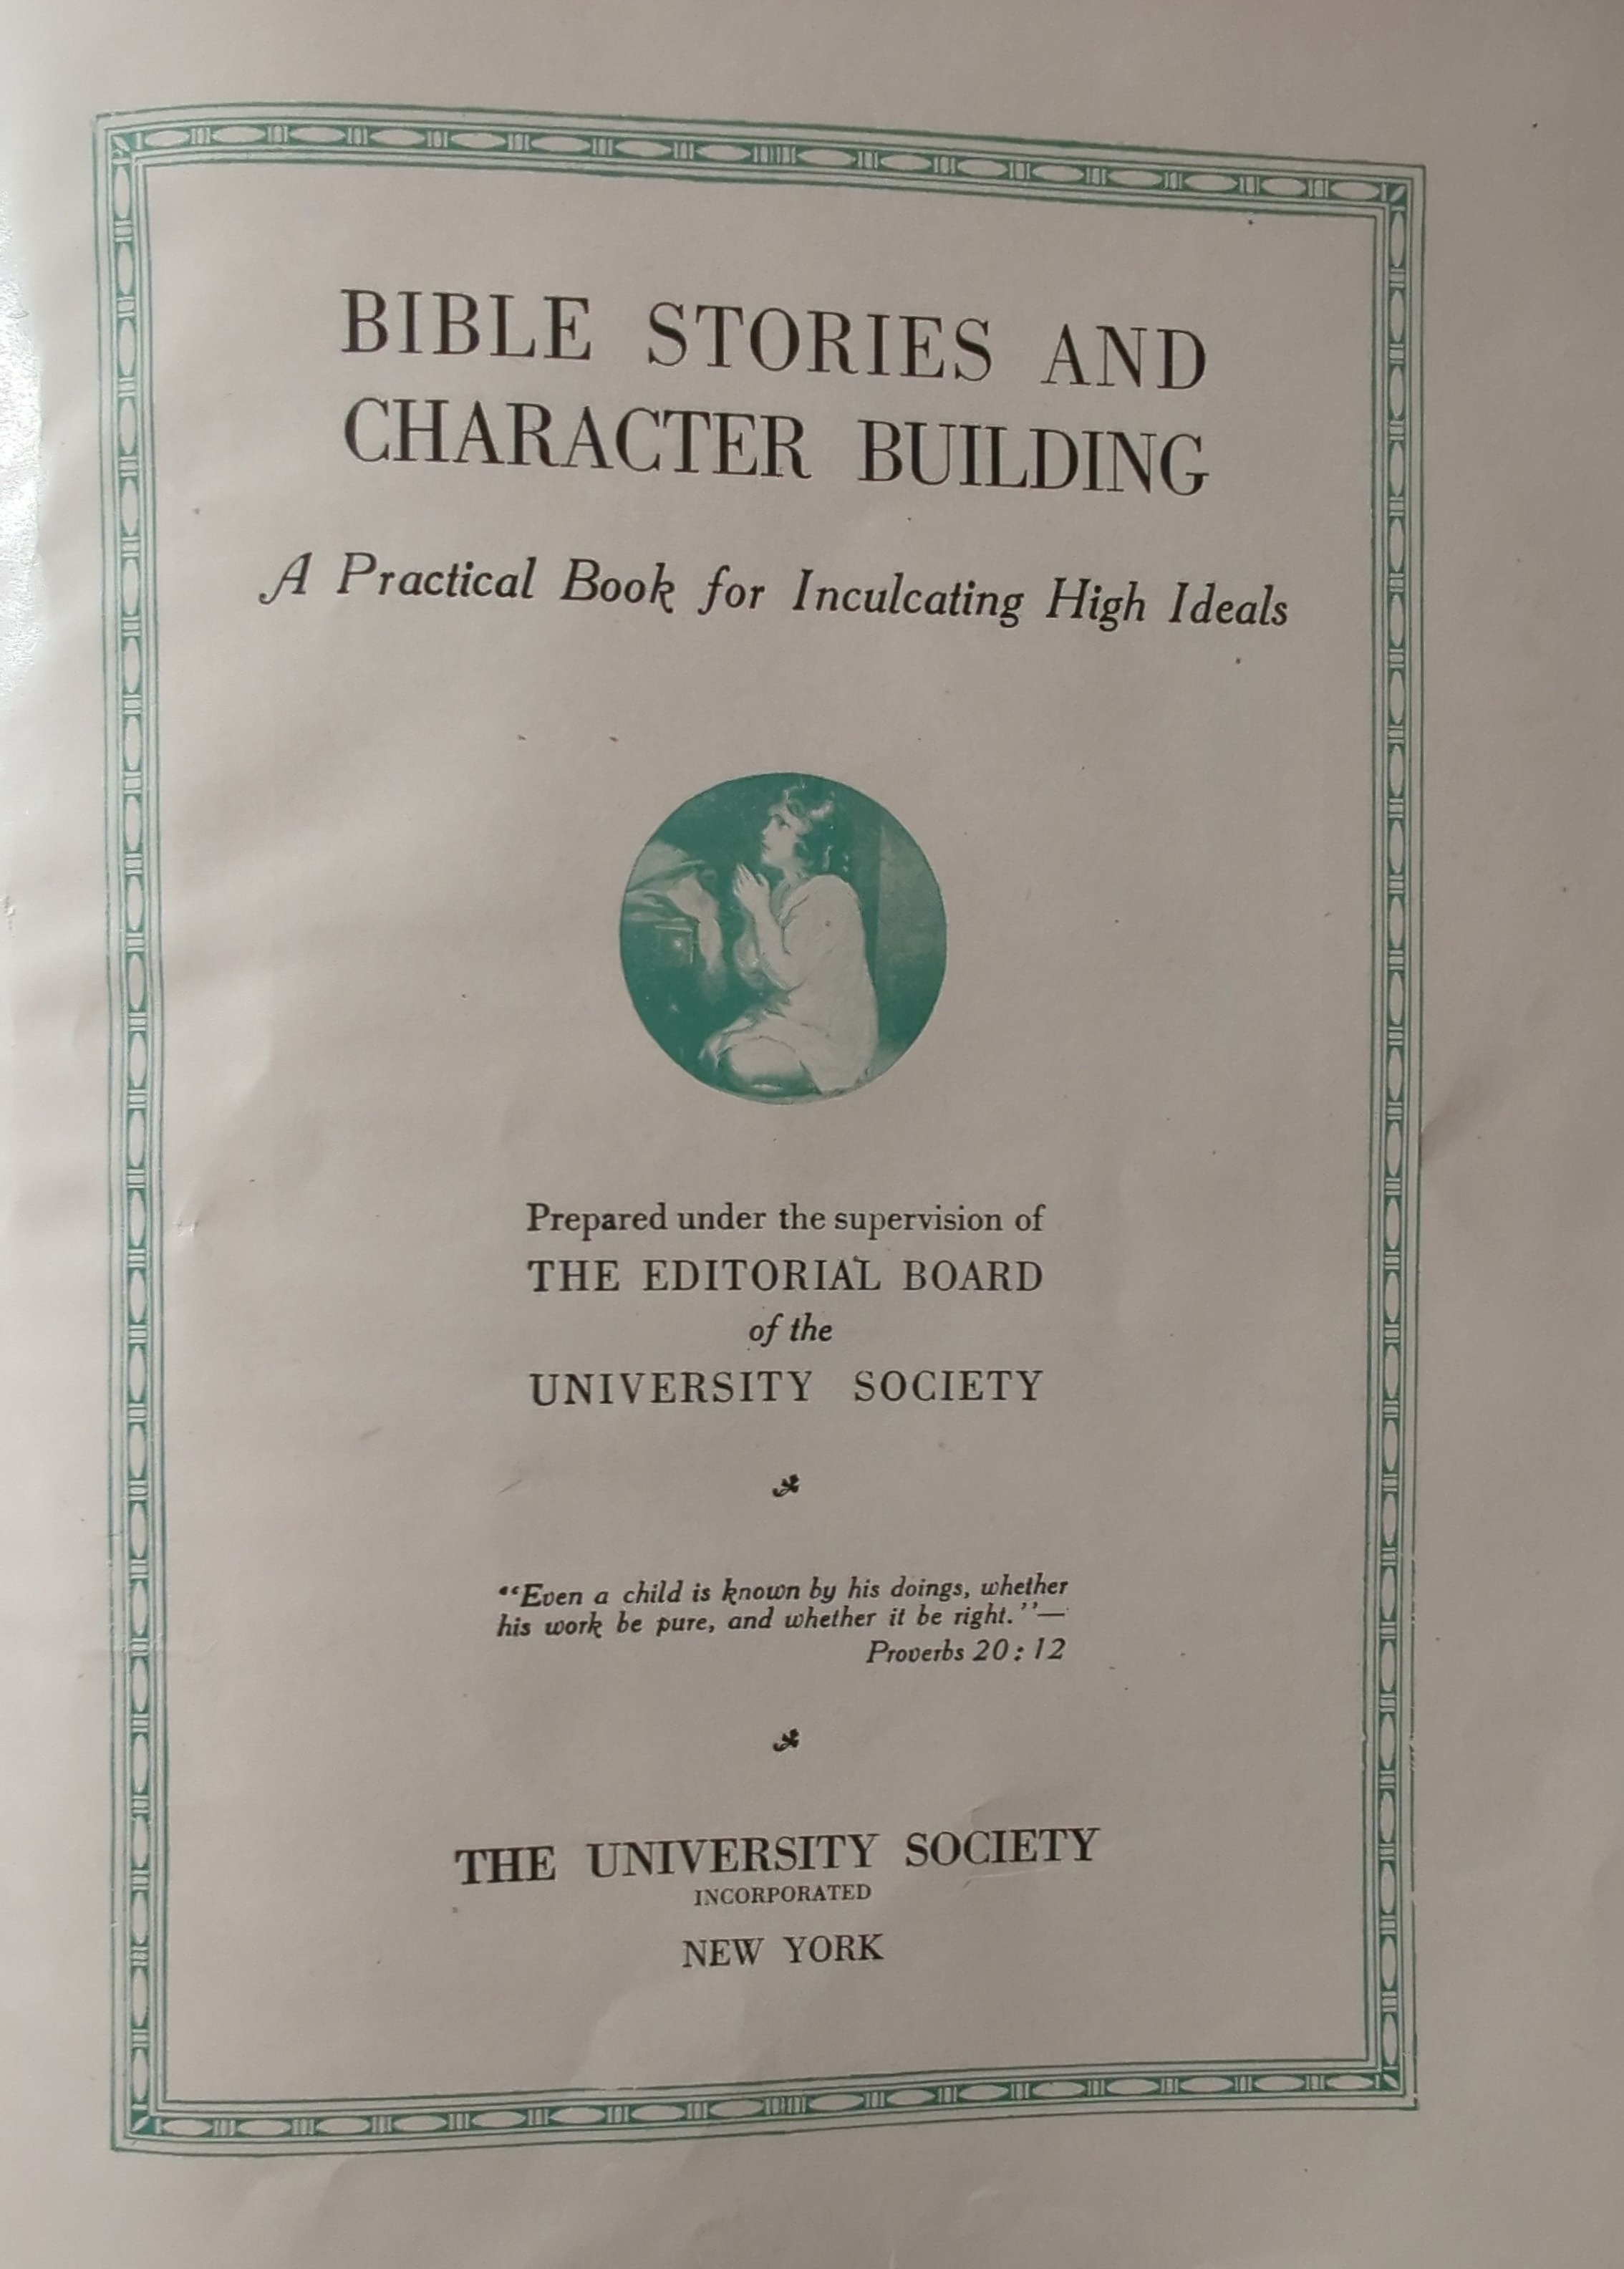 BIBLE STORIES AND
CHARACTER BUILDING
A Practical Book for Inculcating High Ideals
Prepared under the supervision of
THE EDITORIAL BOARD
of the
UNIVERSITY SOCIETY
“Even a child is known by his doings, whether
his work be pure, and whether it be right.”—
Proverbs 20:12
THE UNIVERSITY SOCIETY
INCORPORATED
NEW YORK